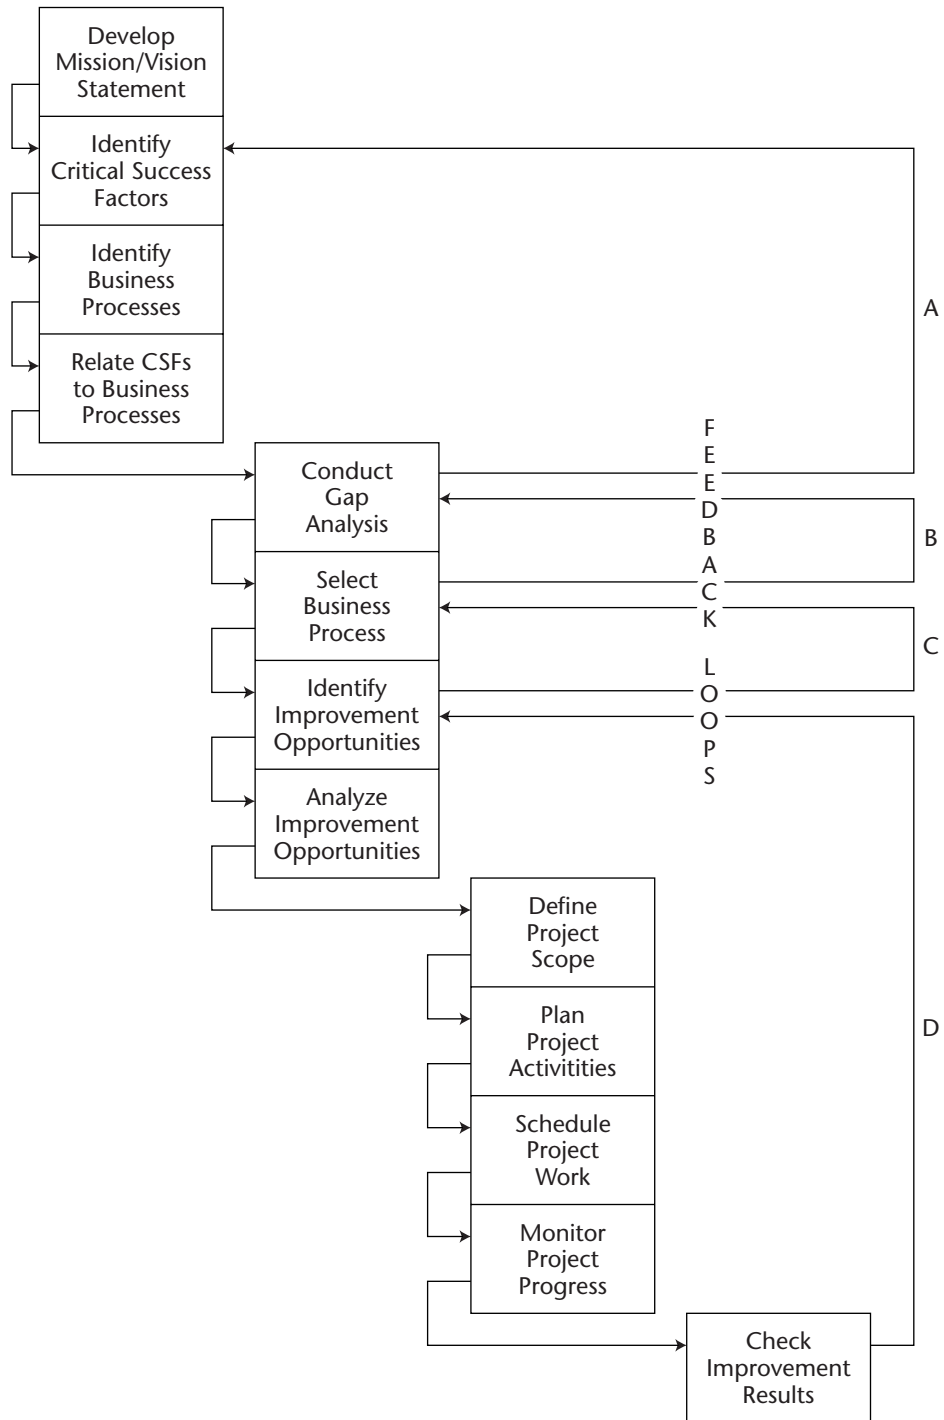 Develop
Mission/Vision
Statement
Identify
Critical Success
Factors
Identify
Business
Processes
Relate CSFs
to Business
Processes
Conduct
Gap
Analysis
Select
Business
Process
Identify
Improvement
Opportunities
Analyze
Improvement
Opportunities
Define
Project
Scope
Plan
Project
Activitities
Schedule
Project
Work
Monitor
Project
Progress
Check
Improvement
Results
FEEDBACK LOOPS
A
B
C
D